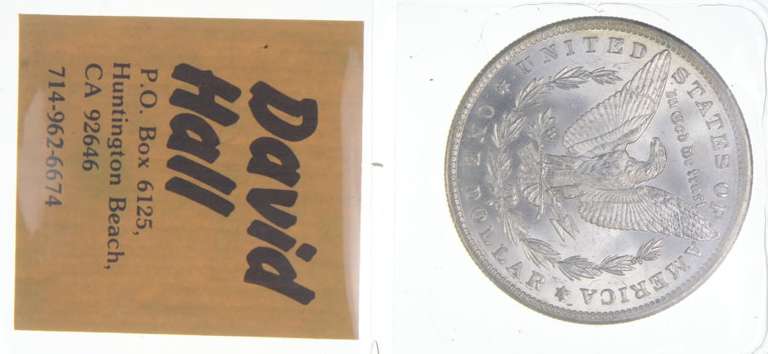 David
Hall
P.O. Box 6125,
Huntington Beach,
CA 92646
714-962-6674
UNITED STATES OF AMERICA
In God We Trust
ONE DOLLAR